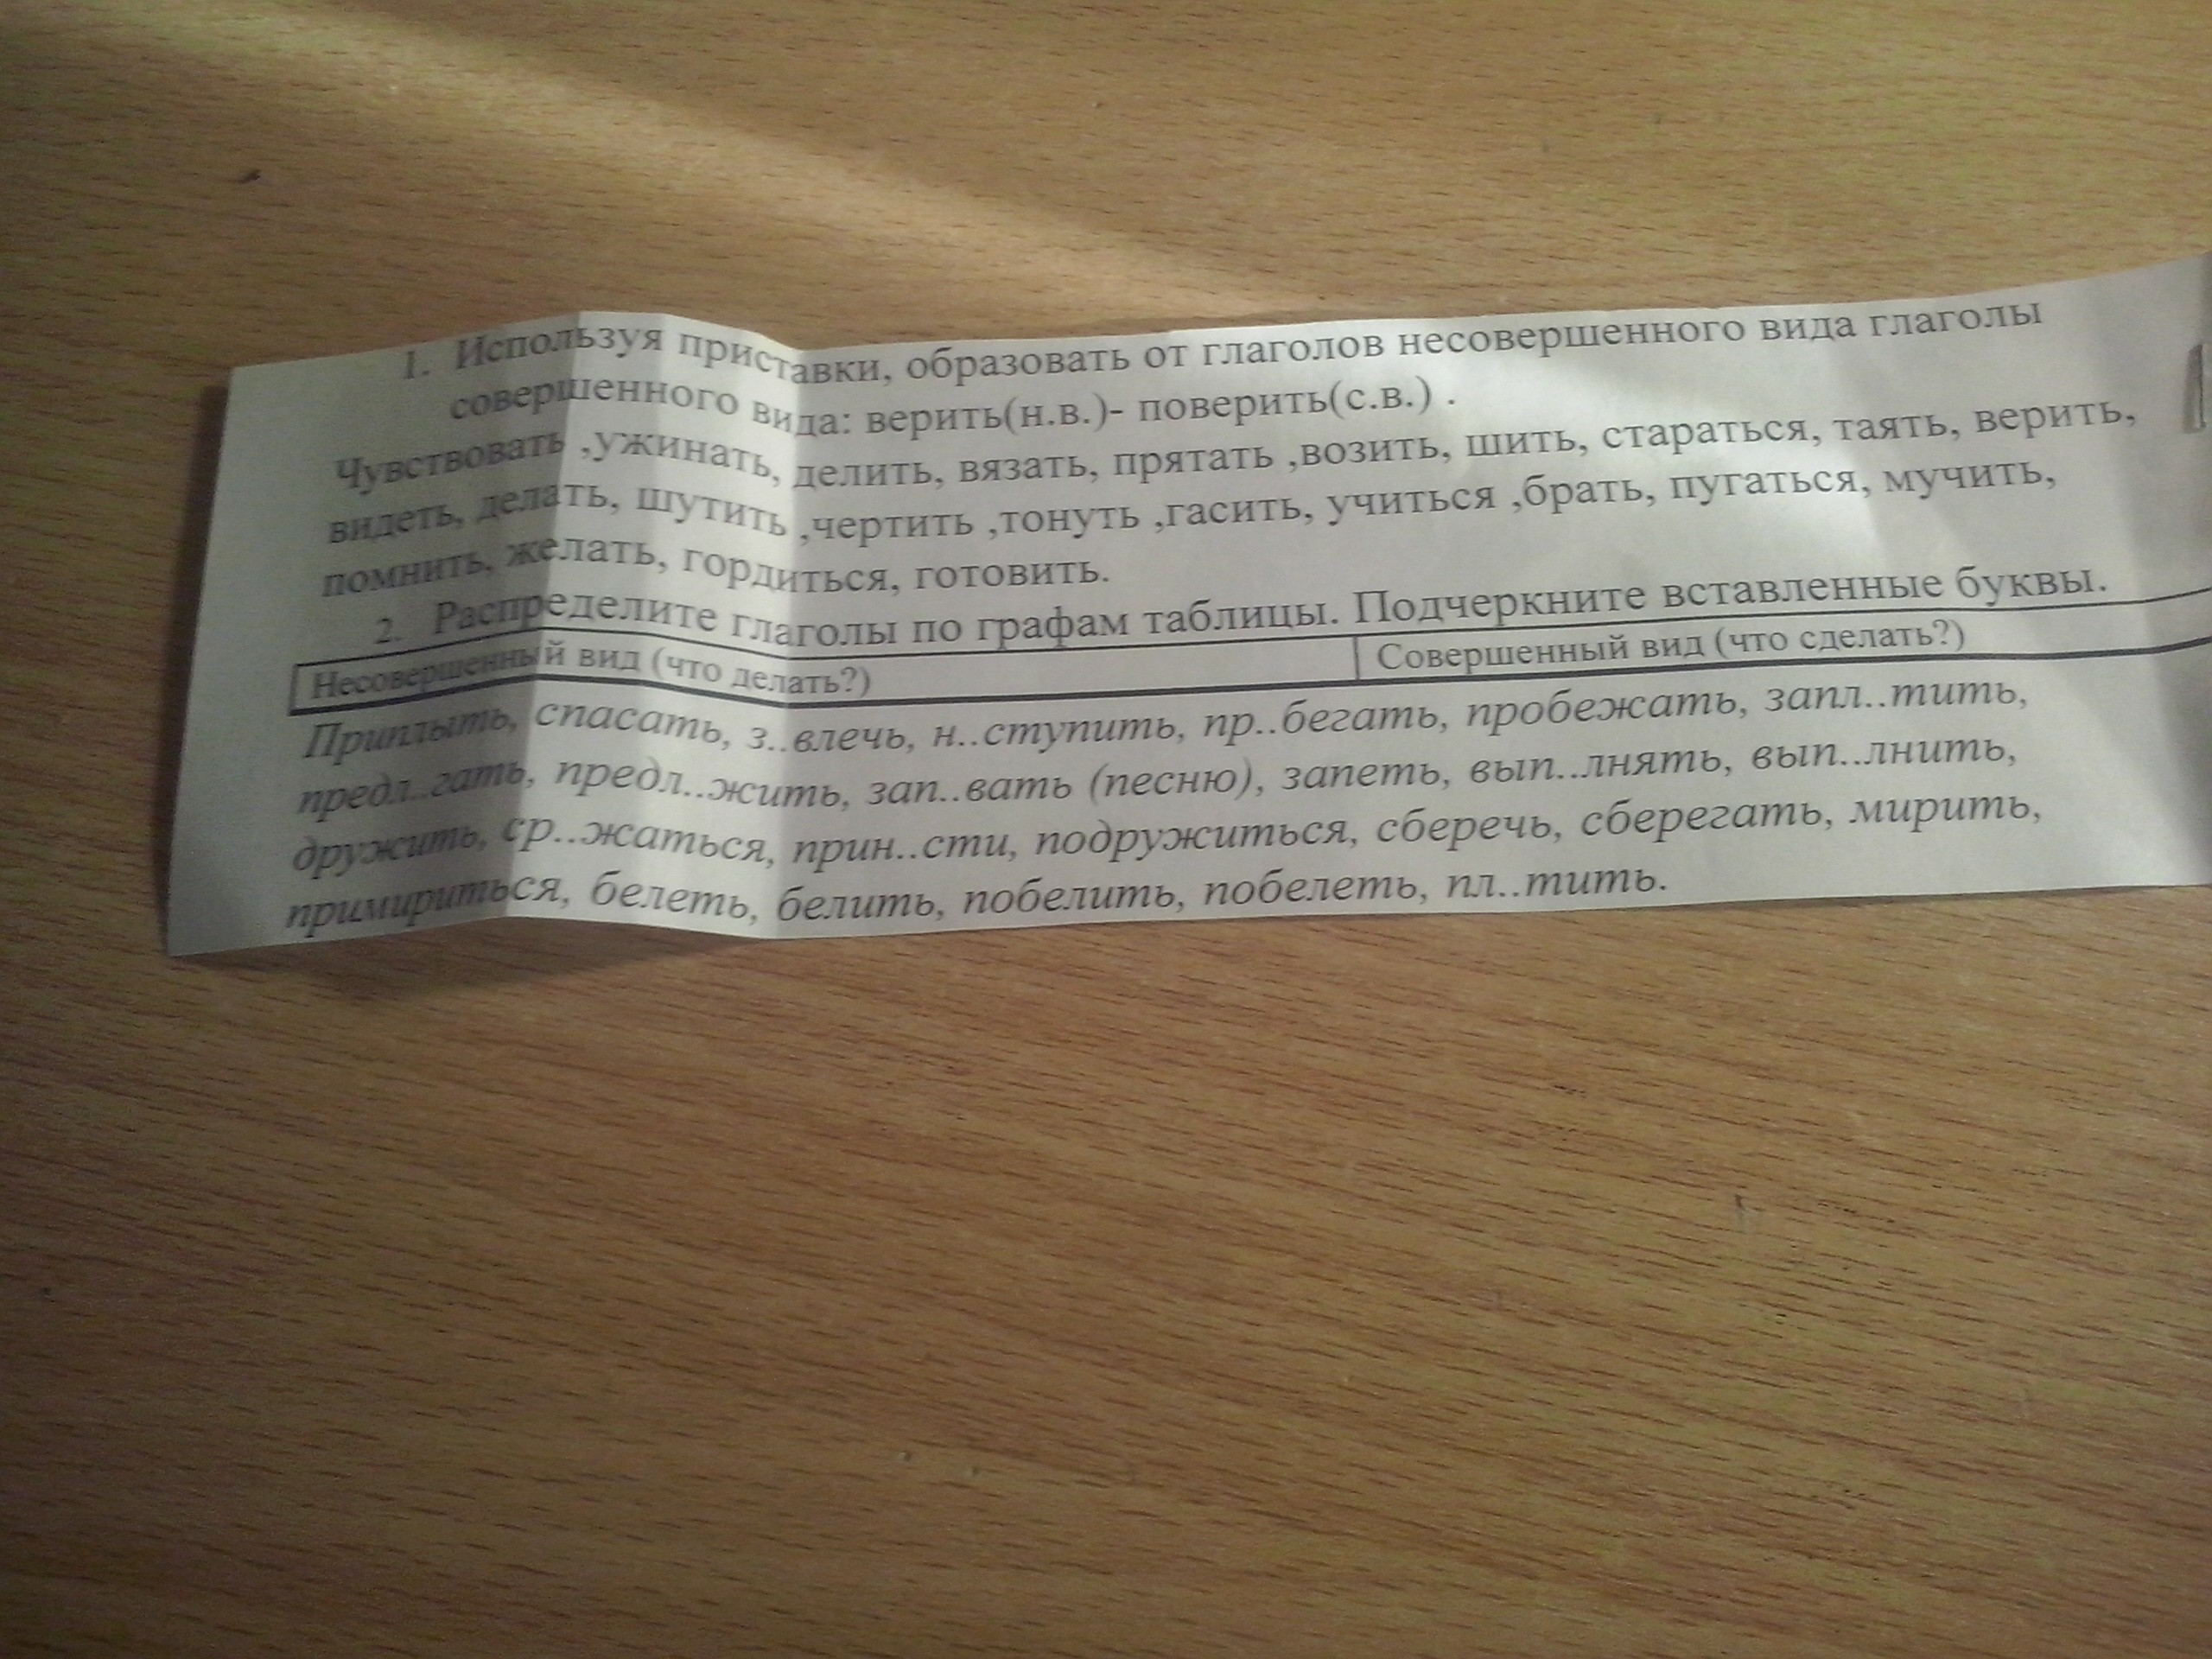 1. Используя приставки, образовать от глаголов несовершенного вида глаголы
совершенного вида: верить(н.в.)- поверить(с.в.) .
Чувствовать ,ужинать, делить, вязать, прятать ,возить, шить, стараться, таять, верить,
видеть, делать, шутить ,чертить ,тонуть ,гасить, учиться ,брать, пугаться, мучить,
помнить, желать, гордиться, готовить.
2. Распределите глаголы по графам таблицы. Подчеркните вставленные буквы.
Несовершенный вид (что делать?) Совершенный вид (что сделать?)
Приплыть, спасать, з..влечь, н..ступить, пр..бегать, пробежать, запл..тить,
предл..гать, предл..жить, зап..вать (песню), запеть, вып..лнять, вып..лнить,
дружить, ср..жаться, прин..сти, подружиться, сберечь, сберегать, мирить,
примириться, белеть, белить, побелить, побелеть, пл..тить.